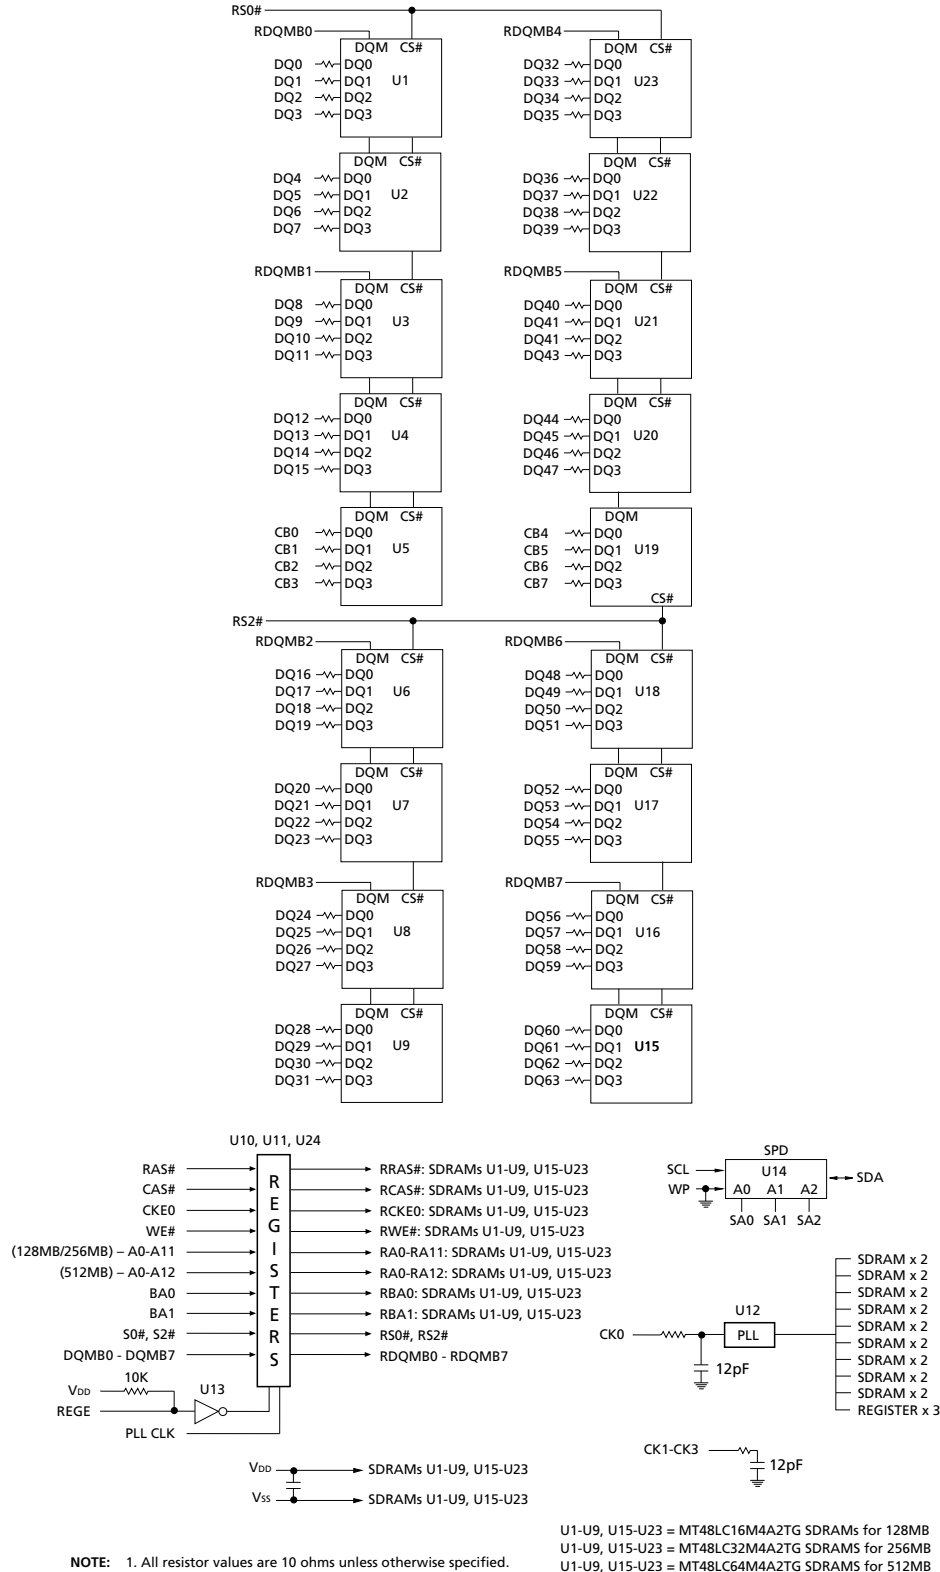 RS0#
RDQMB0
DQM CS#
DQ0 DQ0
DQ1 DQ1 U1
DQ2 DQ2
DQ3 DQ3
DQM CS#
DQ4 DQ0
DQ5 DQ1 U2
DQ6 DQ2
DQ7 DQ3
RDQMB1
DQM CS#
DQ8 DQ0
DQ9 DQ1 U3
DQ10 DQ2
DQ11 DQ3
DQM CS#
DQ12 DQ0
DQ13 DQ1 U4
DQ14 DQ2
DQ15 DQ3
DQM CS#
CB0 DQ0
CB1 DQ1 U5
CB2 DQ2
CB3 DQ3
RDQMB4
DQM CS#
DQ32 DQ0
DQ33 DQ1 U23
DQ34 DQ2
DQ35 DQ3
DQM CS#
DQ36 DQ0
DQ37 DQ1 U22
DQ38 DQ2
DQ39 DQ3
RDQMB5
DQM CS#
DQ40 DQ0
DQ41 DQ1 U21
DQ41 DQ2
DQ43 DQ3
DQM CS#
DQ44 DQ0
DQ45 DQ1 U20
DQ46 DQ2
DQ47 DQ3
DQM
CB4 DQ0
CB5 DQ1 U19
CB6 DQ2
CB7 DQ3
CS#
RS2#
RDQMB2
DQM CS#
DQ16 DQ0
DQ17 DQ1 U6
DQ18 DQ2
DQ19 DQ3
DQM CS#
DQ20 DQ0
DQ21 DQ1 U7
DQ22 DQ2
DQ23 DQ3
RDQMB3
DQM CS#
DQ24 DQ0
DQ25 DQ1 U8
DQ26 DQ2
DQ27 DQ3
DQM CS#
DQ28 DQ0
DQ29 DQ1 U9
DQ30 DQ2
DQ31 DQ3
RDQMB6
DQM CS#
DQ48 DQ0
DQ49 DQ1 U18
DQ50 DQ2
DQ51 DQ3
DQM CS#
DQ52 DQ0
DQ53 DQ1 U17
DQ54 DQ2
DQ55 DQ3
RDQMB7
DQM CS#
DQ56 DQ0
DQ57 DQ1 U16
DQ58 DQ2
DQ59 DQ3
DQM CS#
DQ60 DQ0
DQ61 DQ1 U15
DQ62 DQ2
DQ63 DQ3
U10, U11, U24
REGISTERS
RAS# RRAS#: SDRAMs U1-U9, U15-U23
CAS# RCAS#: SDRAMs U1-U9, U15-U23
CKE0 RCKE0: SDRAMs U1-U9, U15-U23
WE# RWE#: SDRAMs U1-U9, U15-U23
(128MB/256MB) – A0-A11 RA0-RA11: SDRAMs U1-U9, U15-U23
(512MB) – A0-A12 RA0-RA12: SDRAMs U1-U9, U15-U23
BA0 RBA0: SDRAMs U1-U9, U15-U23
BA1 RBA1: SDRAMs U1-U9, U15-U23
S0#, S2# RS0#, RS2#
DQMB0 - DQMB7 RDQMB0 - RDQMB7
10K
VDD U13
REGE
PLL CLK
VDD SDRAMs U1-U9, U15-U23
Vss SDRAMs U1-U9, U15-U23
SPD
SCL U14
SDA
WP A0 A1 A2
SA0 SA1 SA2
U12
CK0 PLL
12pF
SDRAM x 2
SDRAM x 2
SDRAM x 2
SDRAM x 2
SDRAM x 2
SDRAM x 2
SDRAM x 2
SDRAM x 2
SDRAM x 2
REGISTER x 3
CK1-CK3
12pF
U1-U9, U15-U23 = MT48LC16M4A2TG SDRAMs for 128MB
U1-U9, U15-U23 = MT48LC32M4A2TG SDRAMS for 256MB
U1-U9, U15-U23 = MT48LC64M4A2TG SDRAMS for 512MB
NOTE: 1. All resistor values are 10 ohms unless otherwise specified.